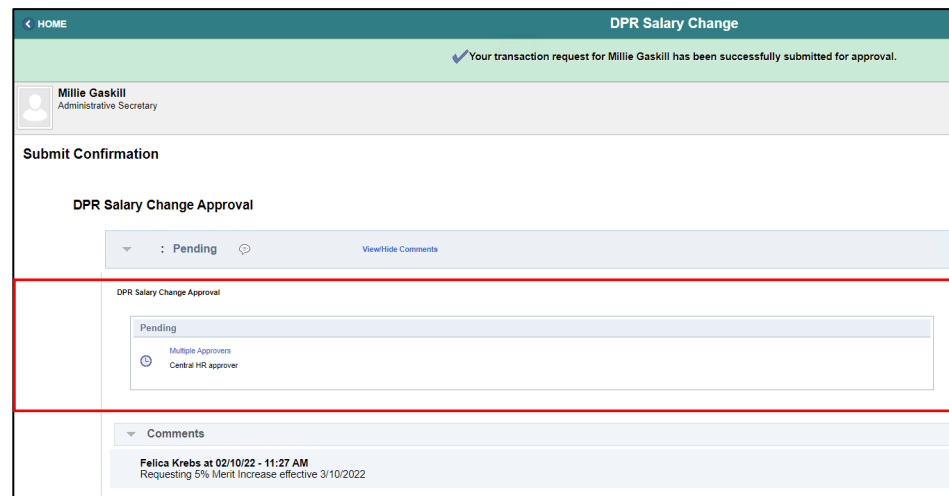 HOME
DPR Salary Change
Your transaction request for Millie Gaskill has been successfully submitted for approval.
Millie Gaskill
Administrative Secretary
Submit Confirmation
DPR Salary Change Approval
: Pending
View/Hide Comments
DPR Salary Change Approval
Pending
Multiple Approvers
Central HR approver
Comments
Felica Krebs at 02/10/22 - 11:27 AM
Requesting 5% Merit Increase effective 3/10/2022